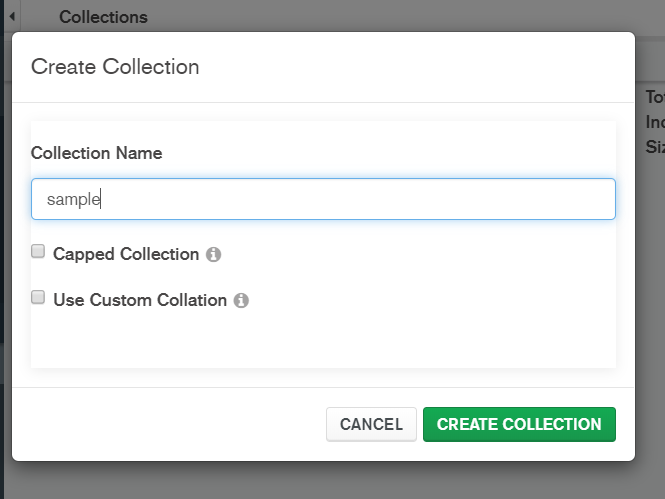 Collections
Create Collection
Collection Name
sample
Capped Collection
Use Custom Collation
CANCEL
CREATE COLLECTION